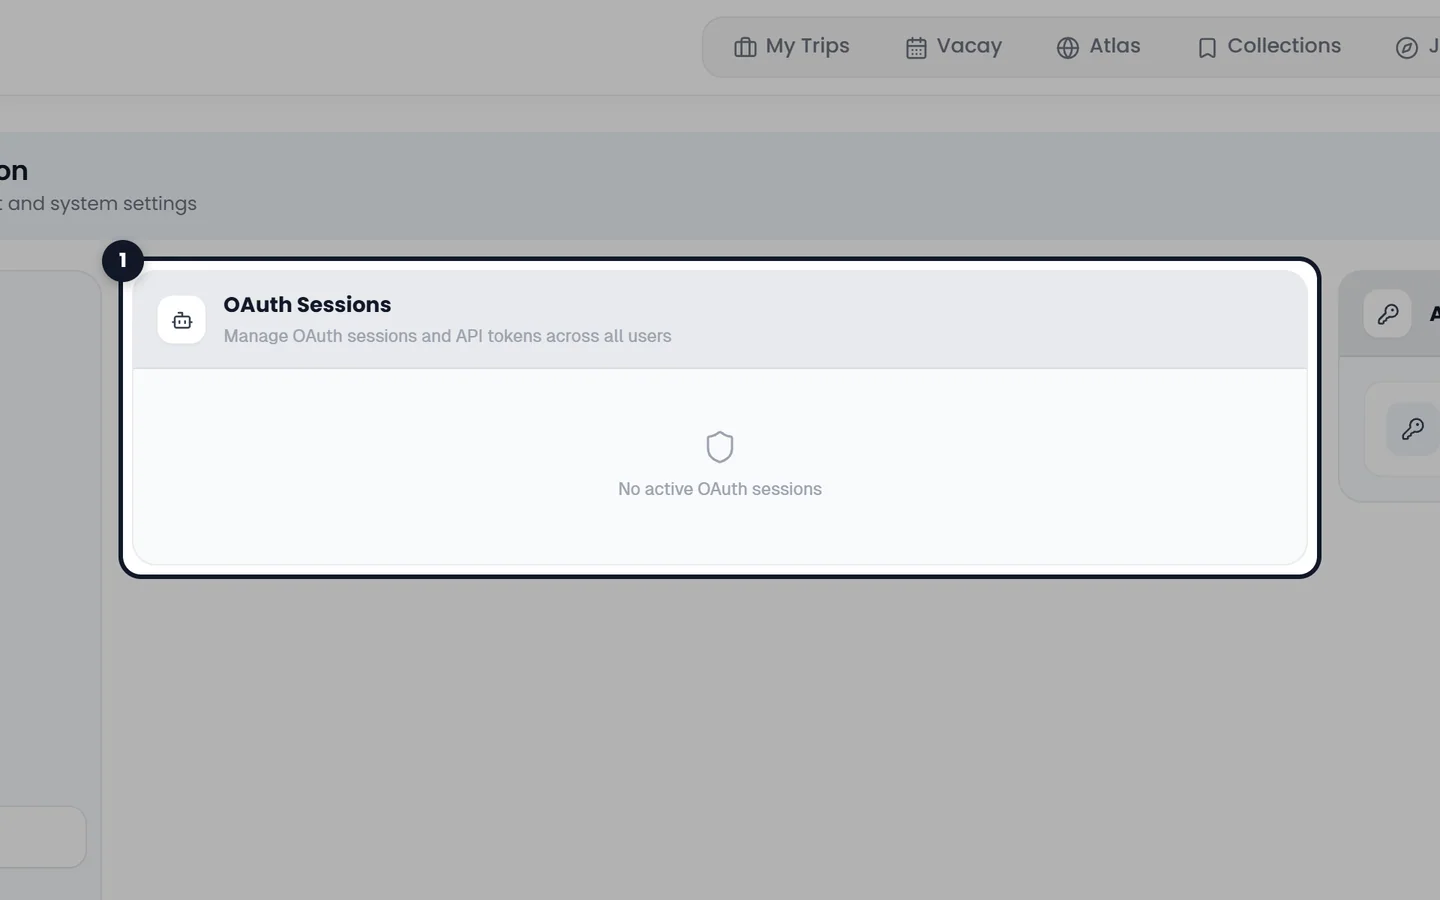 My Trips
Vacay
Atlas
Collections
J
on
t and system settings
1
OAuth Sessions
Manage OAuth sessions and API tokens across all users
A
No active OAuth sessions